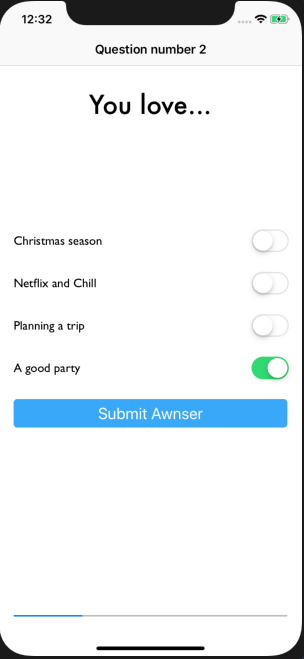 12:32
Question number 2
You love...
Christmas season
Netflix and Chill
Planning a trip
A good party
Submit Awnser